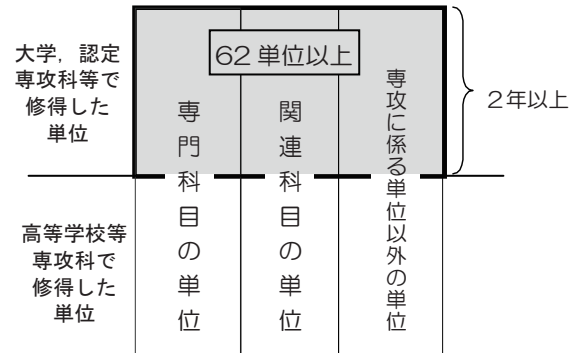 大学，認定
専攻科等で
修得した
単位
62 単位以上
専門科目の単位
関連科目の単位
専攻に係る単位以外の単位
２年以上
高等学校等
専攻科で
修得した
単位